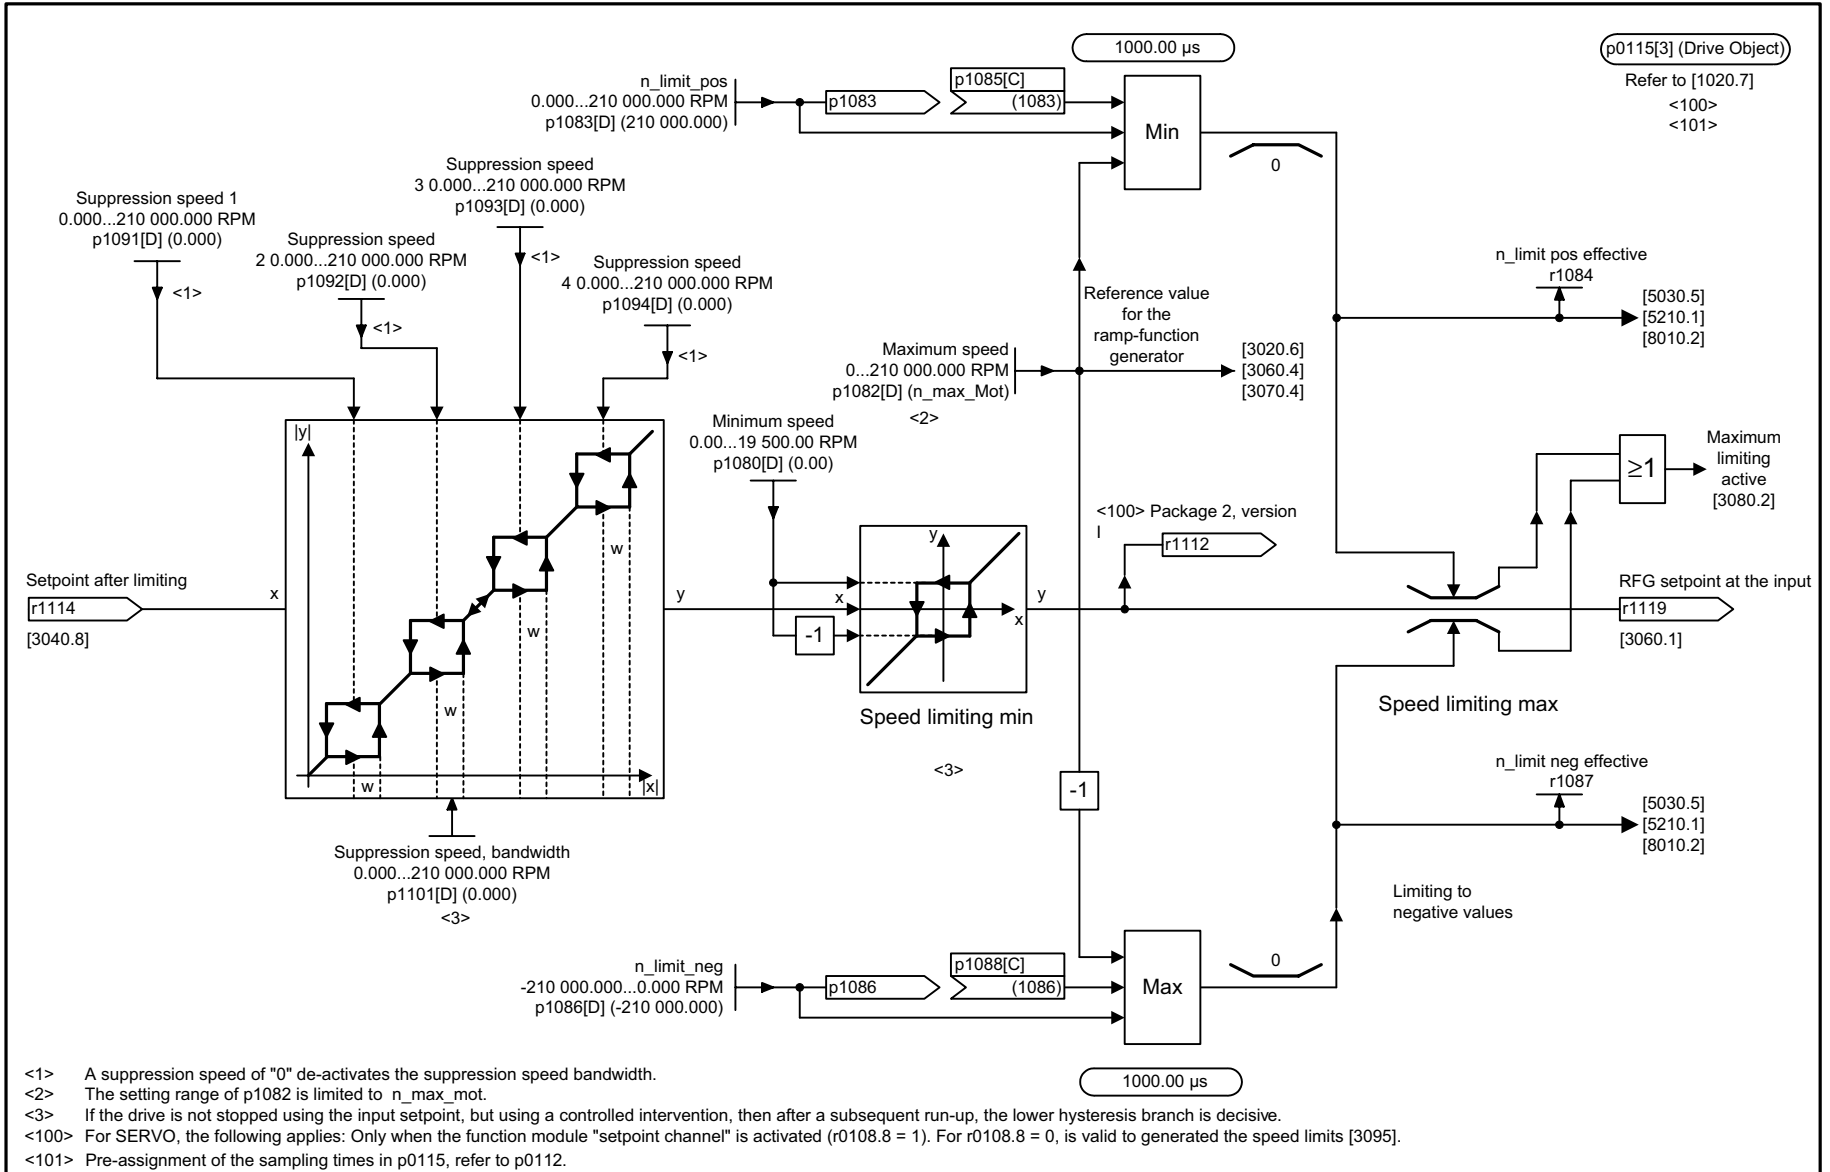 1000.00 µs
p0115[3] (Drive Object)
Refer to [1020.7]
<100>
<101>
n_limit_pos
0.000...210 000.000 RPM
p1083[D] (210 000.000)
p1083
p1085[C]
(1083)
Min
0
Suppression speed 1
0.000...210 000.000 RPM
p1091[D] (0.000)
<1>
Suppression speed
2 0.000...210 000.000 RPM
p1092[D] (0.000)
<1>
Suppression speed
3 0.000...210 000.000 RPM
p1093[D] (0.000)
<1>
Suppression speed
4 0.000...210 000.000 RPM
p1094[D] (0.000)
<1>
n_limit pos effective
r1084
[5030.5]
[5210.1]
[8010.2]
Reference value
for the
ramp-function
generator
[3020.6]
[3060.4]
[3070.4]
Maximum speed
0...210 000.000 RPM
p1082[D] (n_max_Mot)
<2>
Minimum speed
0.00...19 500.00 RPM
p1080[D] (0.00)
≥1
Maximum
limiting
active
[3080.2]
<100> Package 2, version
I
r1112
Setpoint after limiting
r1114
[3040.8]
x
|y|
w
w
w
w
|x|
y
-1
x
y
x
y
Speed limiting min
<3>
RFG setpoint at the input
r1119
[3060.1]
Speed limiting max
-1
Suppression speed, bandwidth
0.000...210 000.000 RPM
p1101[D] (0.000)
<3>
n_limit neg effective
r1087
[5030.5]
[5210.1]
[8010.2]
Limiting to
negative values
n_limit_neg
-210 000.000...0.000 RPM
p1086[D] (-210 000.000)
p1086
p1088[C]
(1086)
Max
0
1000.00 µs
<1> A suppression speed of "0" de-activates the suppression speed bandwidth.
<2> The setting range of p1082 is limited to n_max_mot.
<3> If the drive is not stopped using the input setpoint, but using a controlled intervention, then after a subsequent run-up, the lower hysteresis branch is decisive.
<100> For SERVO, the following applies: Only when the function module "setpoint channel" is activated (r0108.8 = 1). For r0108.8 = 0, is valid to generated the speed limits [3095].
<101> Pre-assignment of the sampling times in p0115, refer to p0112.